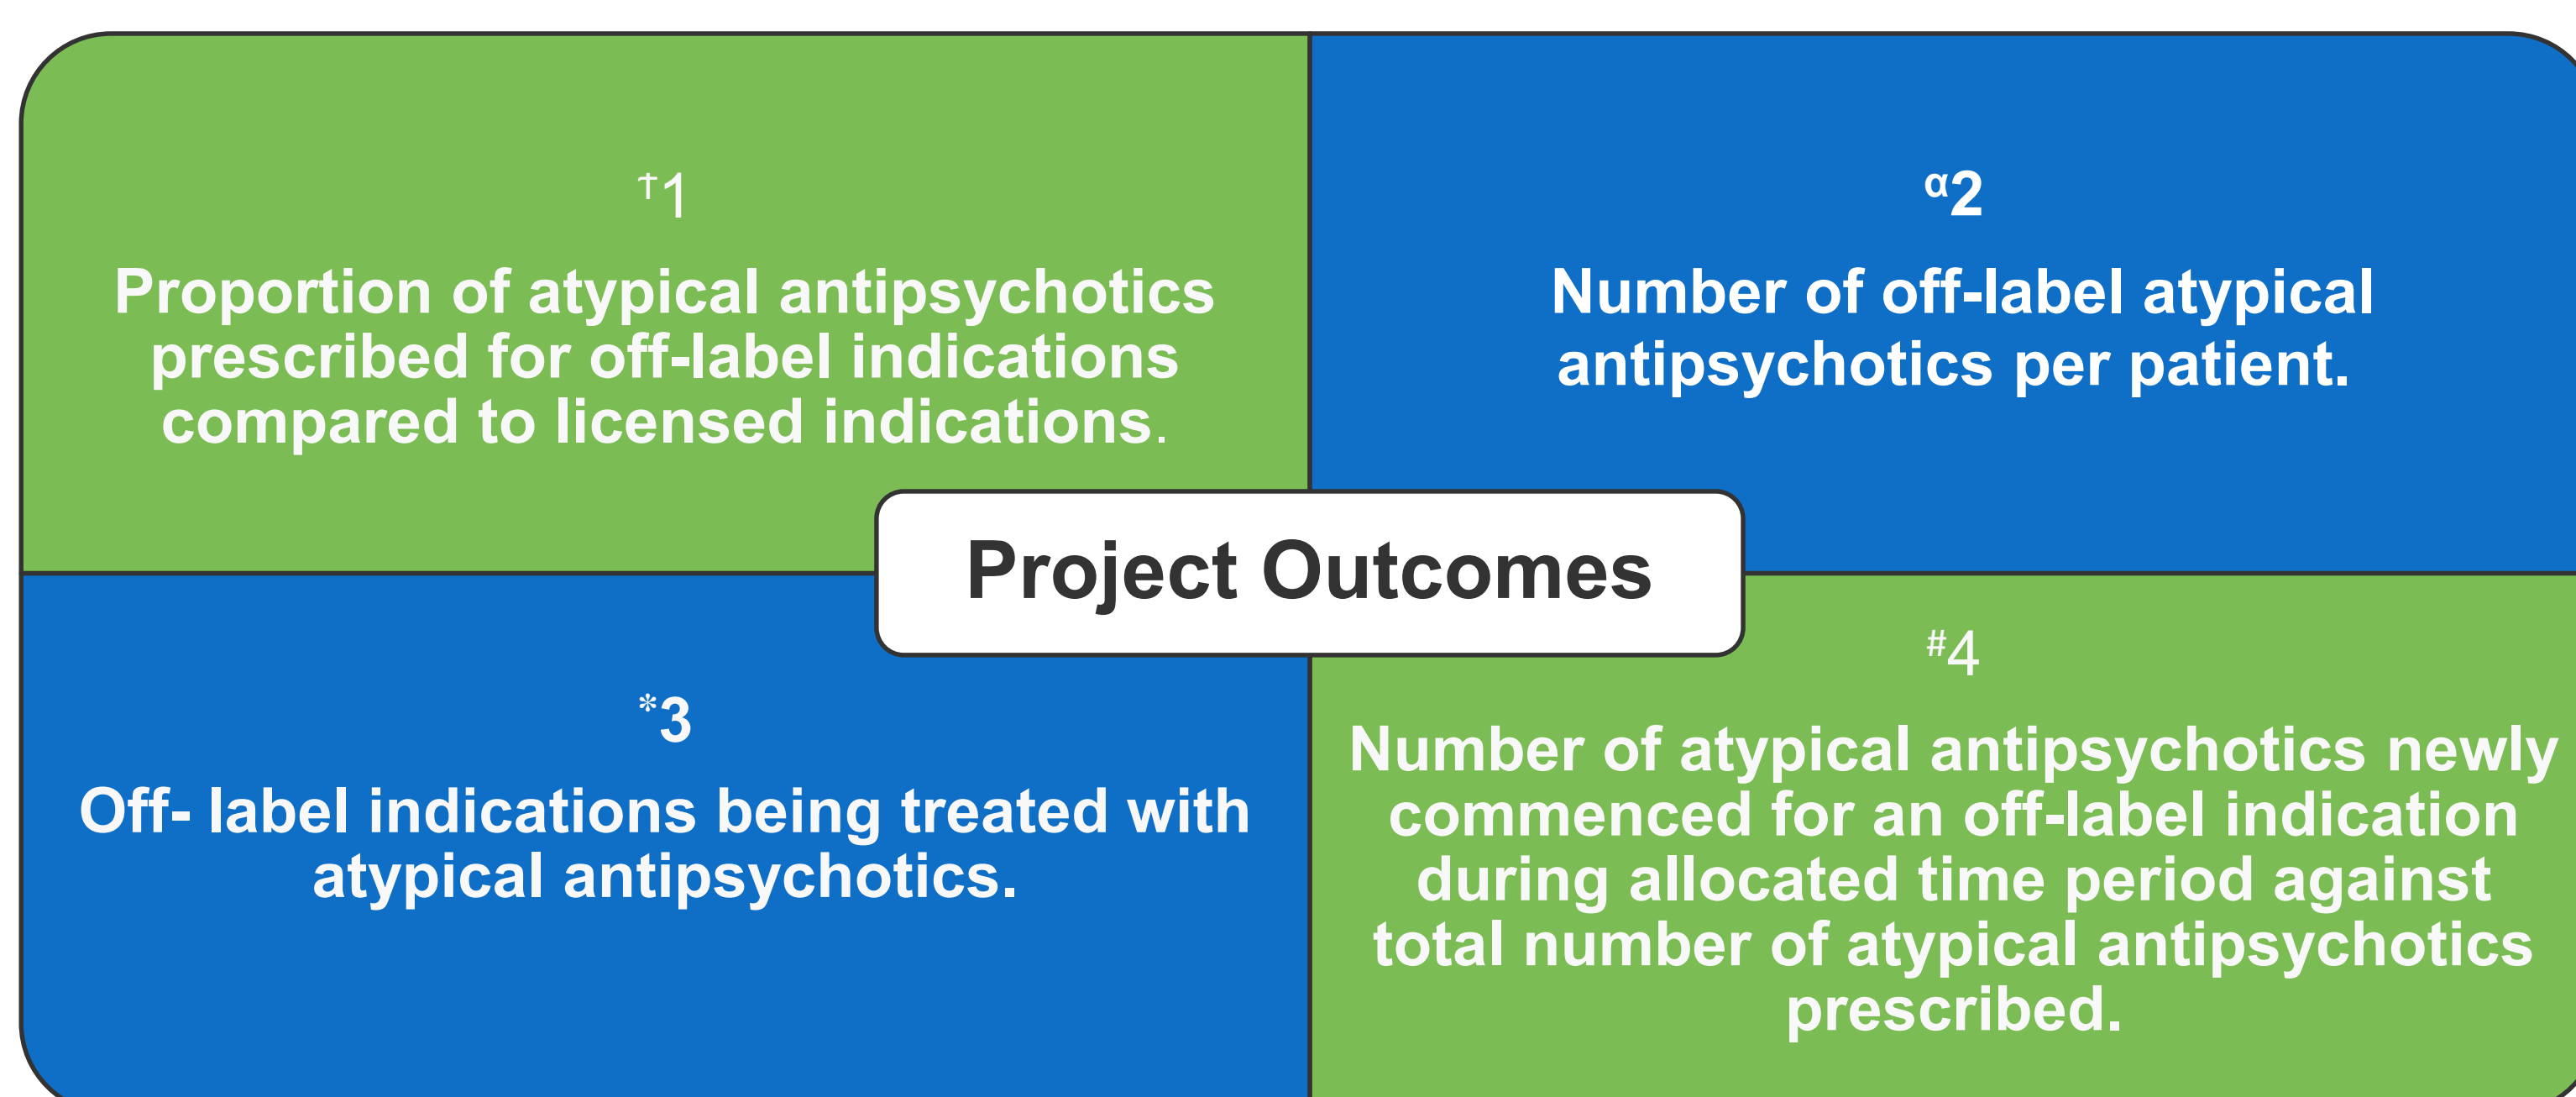 †1
Proportion of atypical antipsychotics
prescribed for off-label indications
compared to licensed indications.
α2
Number of off-label atypical
antipsychotics per patient.
Project Outcomes
*3
Off- label indications being treated with
atypical antipsychotics.
#4
Number of atypical antipsychotics newly
commenced for an off-label indication
during allocated time period against
total number of atypical antipsychotics
prescribed.